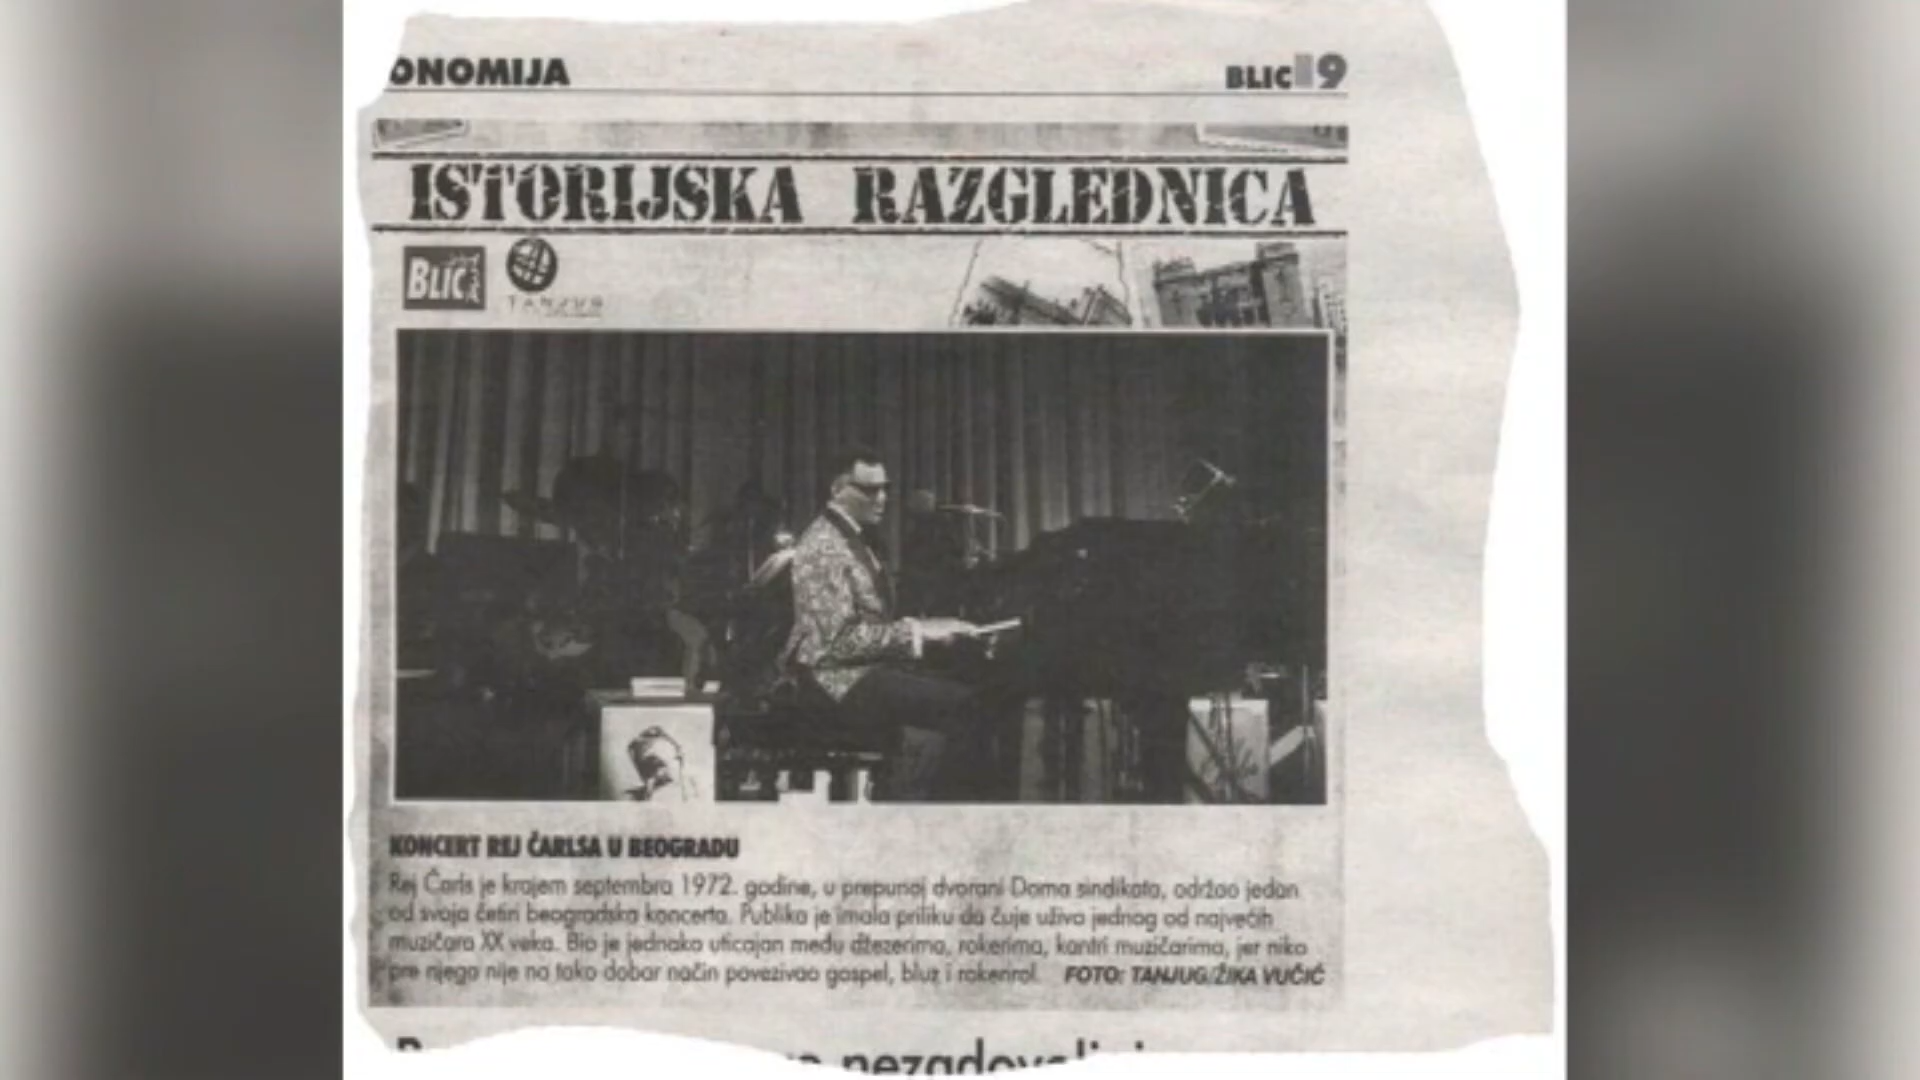 ONOMIJA
BLIC 9
ISTORIJSKA RAZGLEDNICA
BLIC
TANJUG
KONCERT REJ ČARLSA U BEOGRADU
Rej Čarls je krajem septembra 1972. godine, u prepunoj dvorani Doma sindikata, održao jedan
od svoja četiri beogradska koncerta. Publika je imala priliku da čuje uživo jednog od najvećih
muzičara XX veka. Bio je jednako uticajan među džezerima, rokerima, kantri muzičarima, jer niko
pre njega nije na tako dobar način povezivao gospel, bluz i rokenrol. FOTO: TANJUG/ŽIKA VUČIĆ